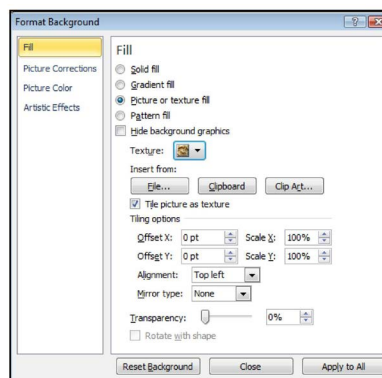 Format Background
Fill
Picture Corrections
Picture Color
Artistic Effects
Fill
Solid fill
Gradient fill
Picture or texture fill
Pattern fill
Hide background graphics
Texture:
Insert from:
File... Clipboard Clip Art...
Tile picture as texture
Tiling options
Offset X: 0 pt Scale X: 100%
Offset Y: 0 pt Scale Y: 100%
Alignment: Top left
Mirror type: None
Transparency: 0%
Rotate with shape
Reset Background Close Apply to All